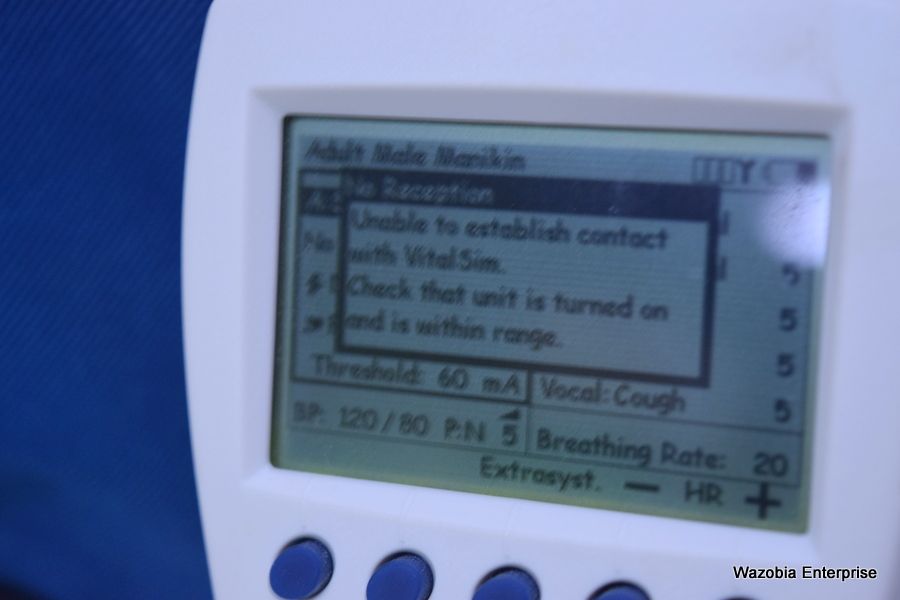 Adult Male Manikin
No Reception
Unable to establish contact
with VitalSim.
Check that unit is turned on
and is within range.
No
5
5
5
5
Threshold: 60 mA
Vocal: Cough
BP: 120/80 P:N 5
Breathing Rate: 20
Extrasyst. − HR +
Wazobia Enterprise